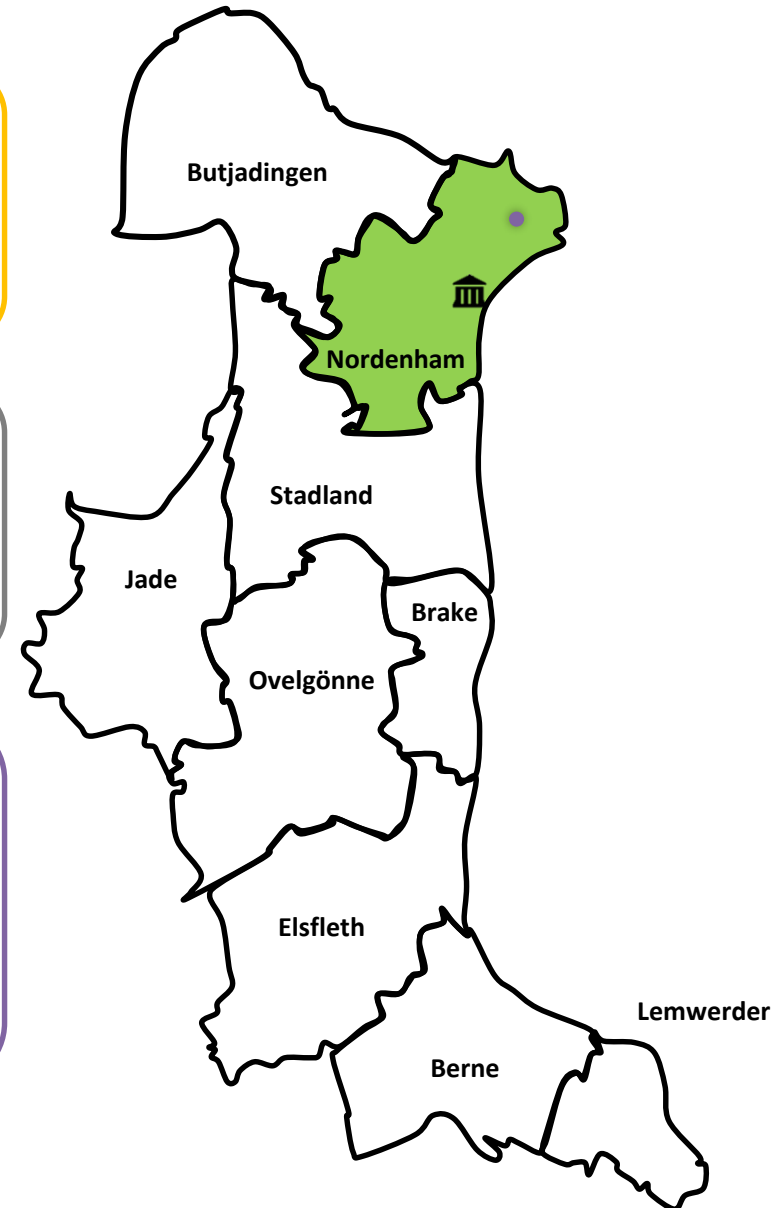 Butjadingen
Nordenham
Stadland
Jade
Brake
Ovelgönne
Elsfleth
Lemwerder
Berne